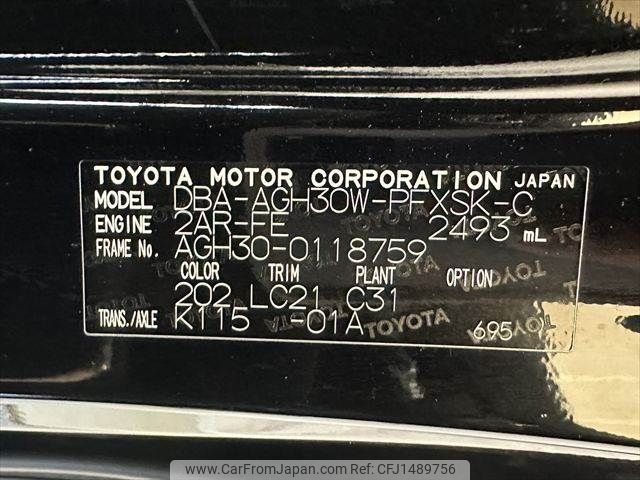 TOYOTA MOTOR CORPORATION JAPAN
MODEL DBA-AGH30W-PFXSK-C
ENGINE 2AR-FE 2493 mL
FRAME No. AGH30-0118759
COLOR TRIM PLANT OPTION
202 LC21 C31
TRANS./AXLE K115 -01A
TOYOTA
695
www.CarFromJapan.com - CFJ1489756